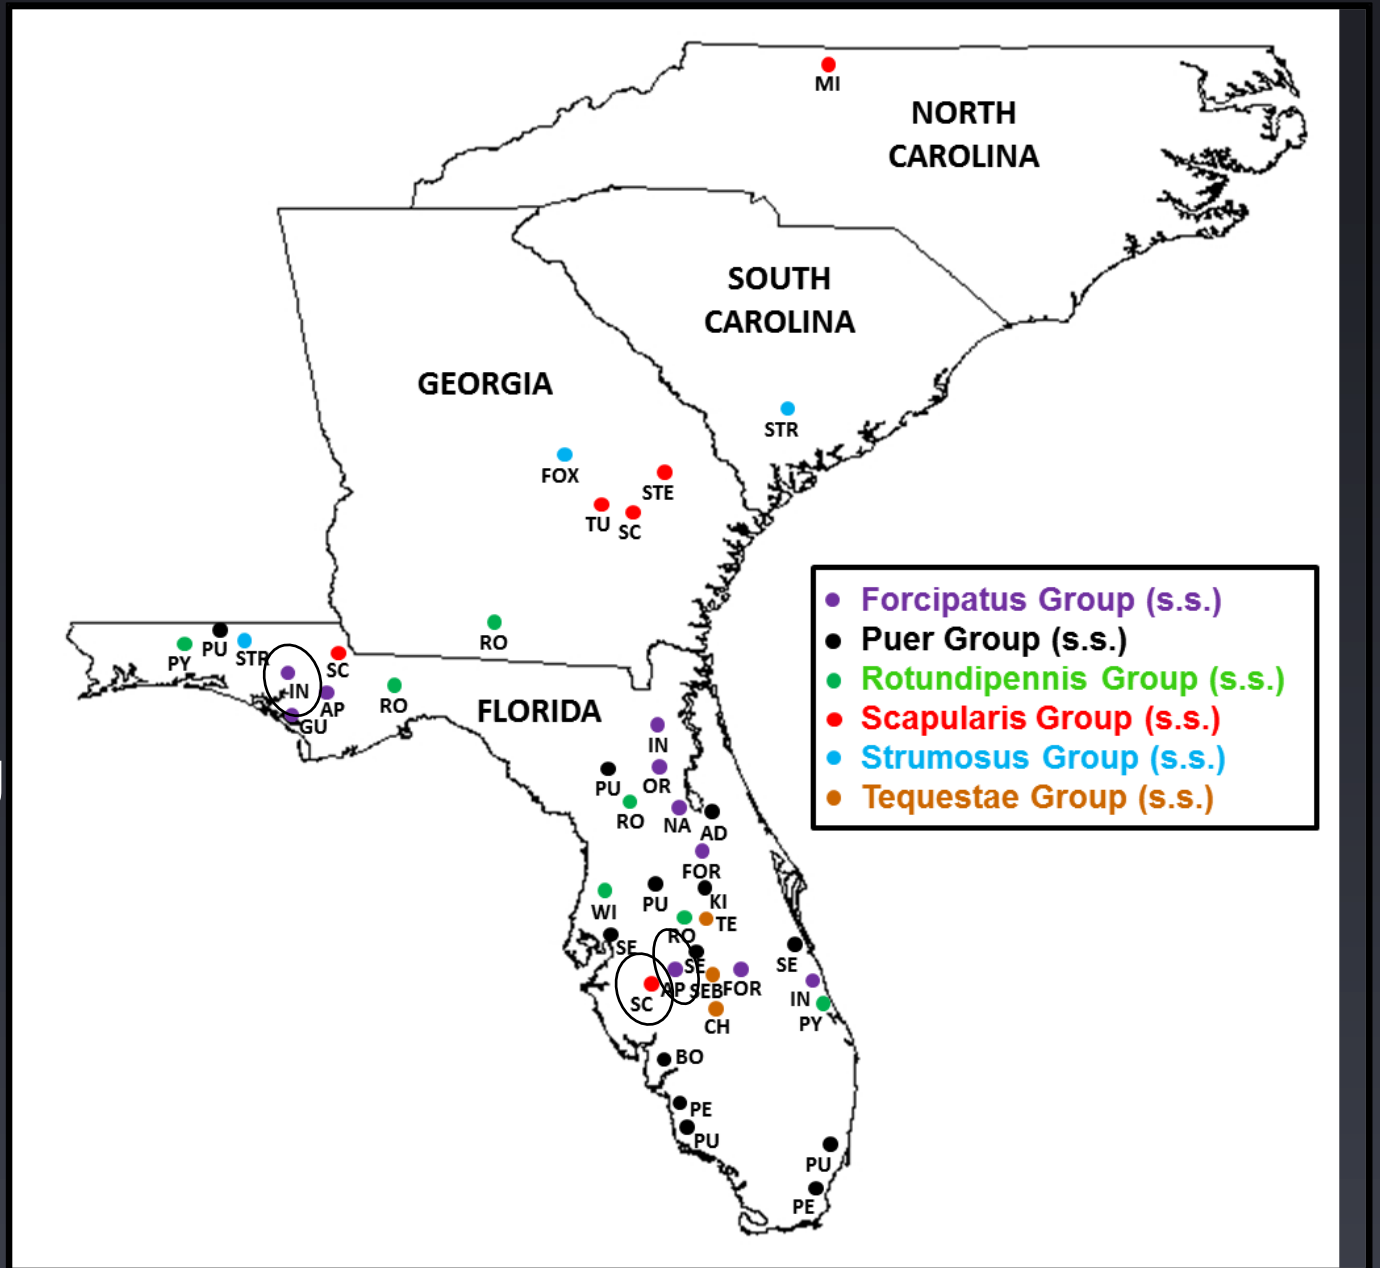 MI
NORTH
CAROLINA
SOUTH
CAROLINA
GEORGIA
STR
FOX
STE
TU
SC
RO
PY
PU
STR
IN
SC
AP
GU
RO
FLORIDA
Forcipatus Group (s.s.)
Puer Group (s.s.)
Rotundipennis Group (s.s.)
Scapularis Group (s.s.)
Strumosus Group (s.s.)
Tequestae Group (s.s.)
IN
PU
OR
RO
NA
AD
FOR
PU
KI
WI
TE
RO
SE
SE
SE
AP
SEB
FOR
SC
IN
CH
PY
BO
PE
PU
PU
PE